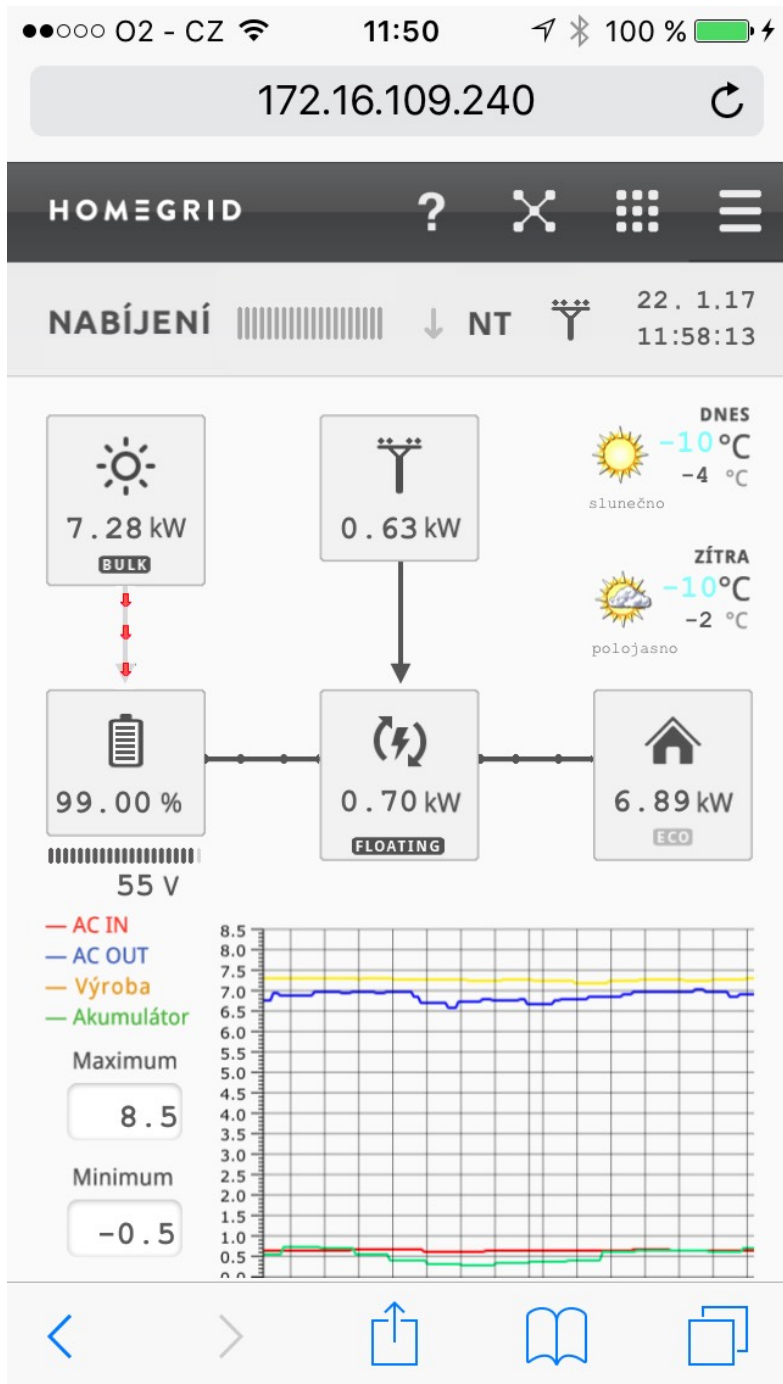 O2 - CZ 11:50 100 %
172.16.109.240
HOMEGRID ?
NABÍJENÍ NT 22. 1.17
11:58:13
DNES
-10 °C
-4 °C
slunečno
7.28 kW
BULK
0.63 kW
ZÍTRA
-10°C
-2 °C
polojasno
99.00 %
0.70 kW
FLOATING
6.89 kW
ECO
55 V
— AC IN
— AC OUT
— Výroba
— Akumulátor
Maximum
8.5
Minimum
-0.5
8.5
8.0
7.5
7.0
6.5
6.0
5.5
5.0
4.5
4.0
3.5
3.0
2.5
2.0
1.5
1.0
0.5
0.0